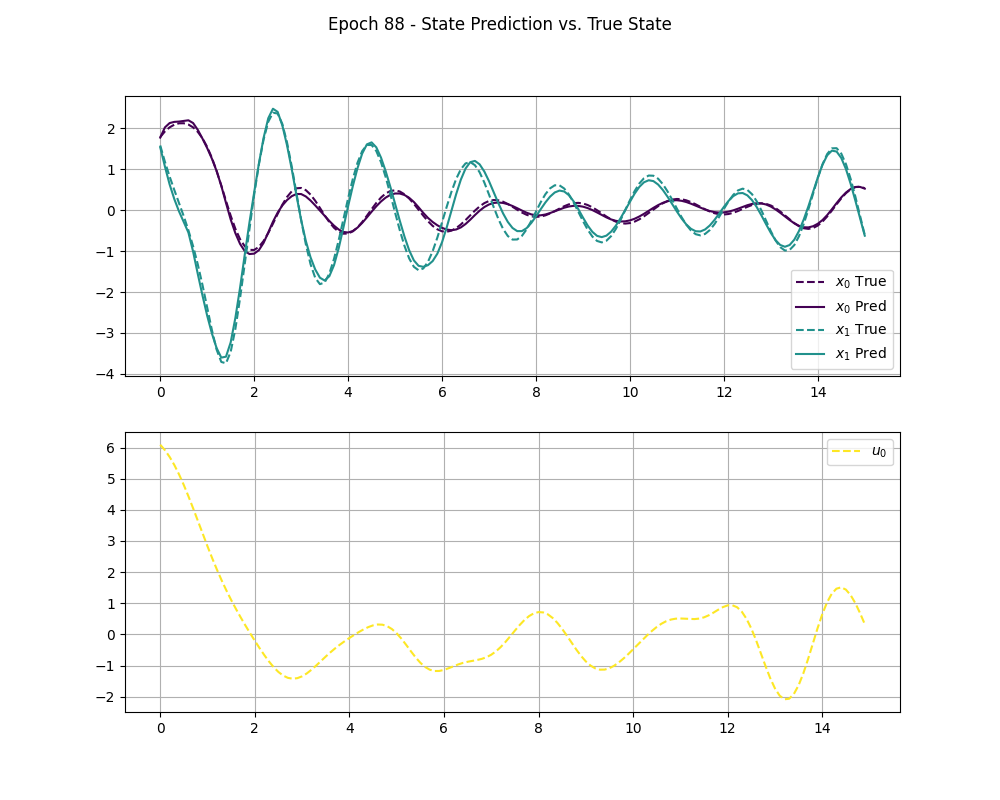 Epoch 88 - State Prediction vs. True State
2
1
0
−1
−2
−3
−4
x₀ True
x₀ Pred
x₁ True
x₁ Pred
0 2 4 6 8 10 12 14
6
5
4
3
2
1
0
−1
−2
u₀
0 2 4 6 8 10 12 14